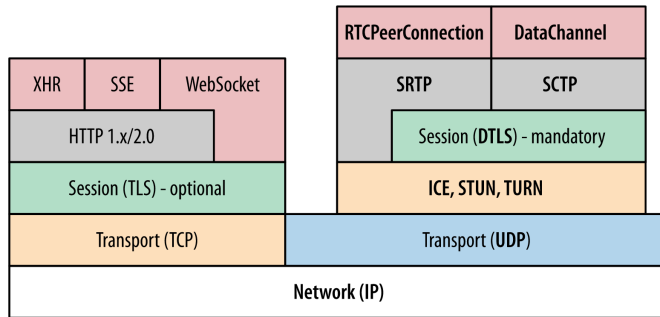 RTCPeerConnection DataChannel
XHR SSE WebSocket SRTP SCTP
HTTP 1.x/2.0 Session (DTLS) - mandatory
Session (TLS) - optional ICE, STUN, TURN
Transport (TCP) Transport (UDP)
Network (IP)